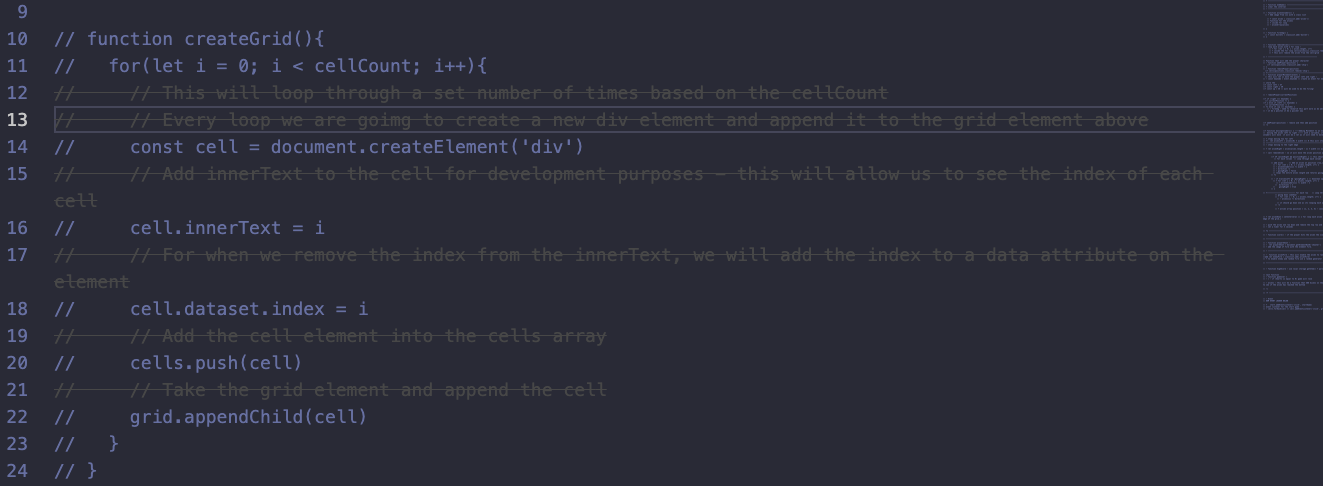 9
10 // function createGrid(){
11 //   for(let i = 0; i < cellCount; i++){
12 //     // This will loop through a set number of times based on the cellCount
13 //     // Every loop we are goimg to create a new div element and append it to the grid element above
14 //     const cell = document.createElement('div')
15 //     // Add innerText to the cell for development purposes - this will allow us to see the index of each
cell
16 //     cell.innerText = i
17 //     // For when we remove the index from the innerText, we will add the index to a data attribute on the
element
18 //     cell.dataset.index = i
19 //     // Add the cell element into the cells array
20 //     cells.push(cell)
21 //     // Take the grid element and append the cell
22 //     grid.appendChild(cell)
23 //   }
24 // }